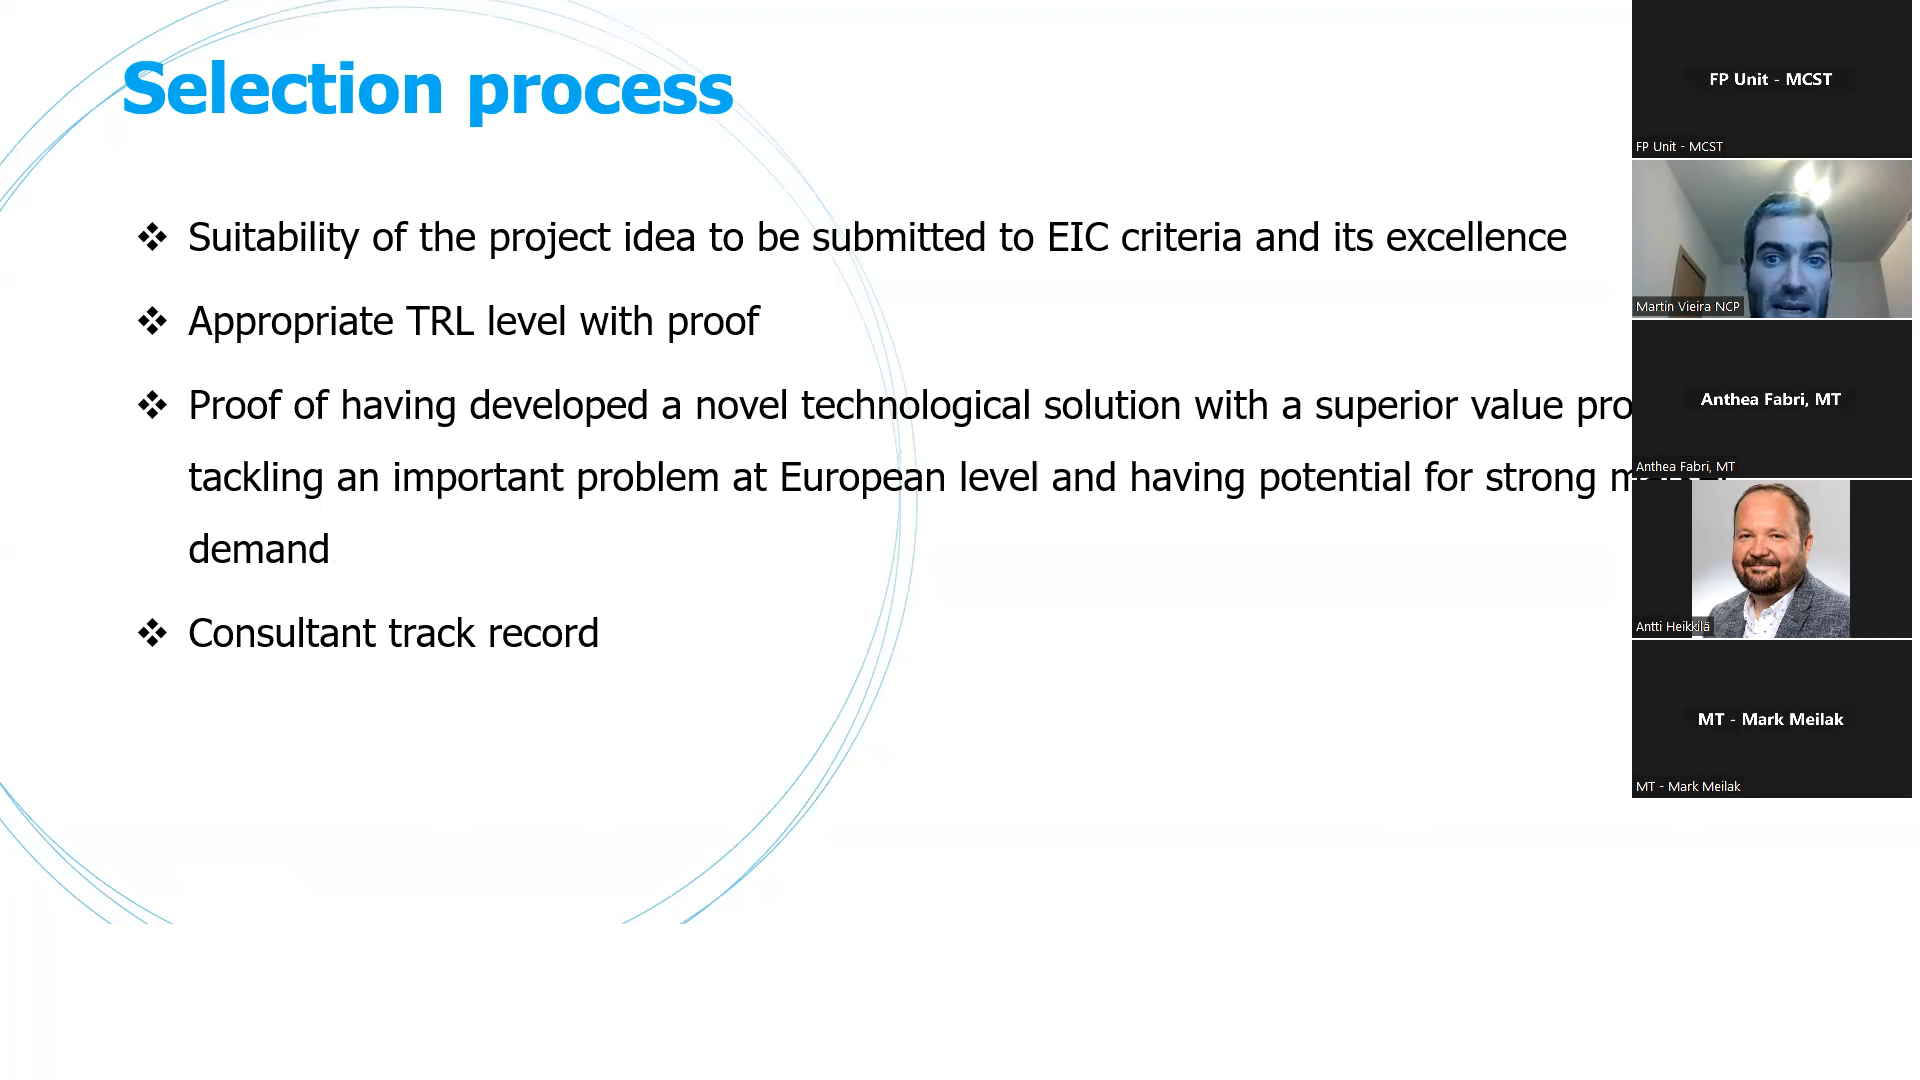 Selection process
❖ Suitability of the project idea to be submitted to EIC criteria and its excellence
❖ Appropriate TRL level with proof
❖ Proof of having developed a novel technological solution with a superior value
tackling an important problem at European level and having potential for strong
demand
❖ Consultant track record
FP Unit - MCST
FP Unit - MCST
Martin Vieira NCP
Anthea Fabri, MT
Anthea Fabri, MT
Antti Heikkilä
MT - Mark Meilak
MT - Mark Meilak